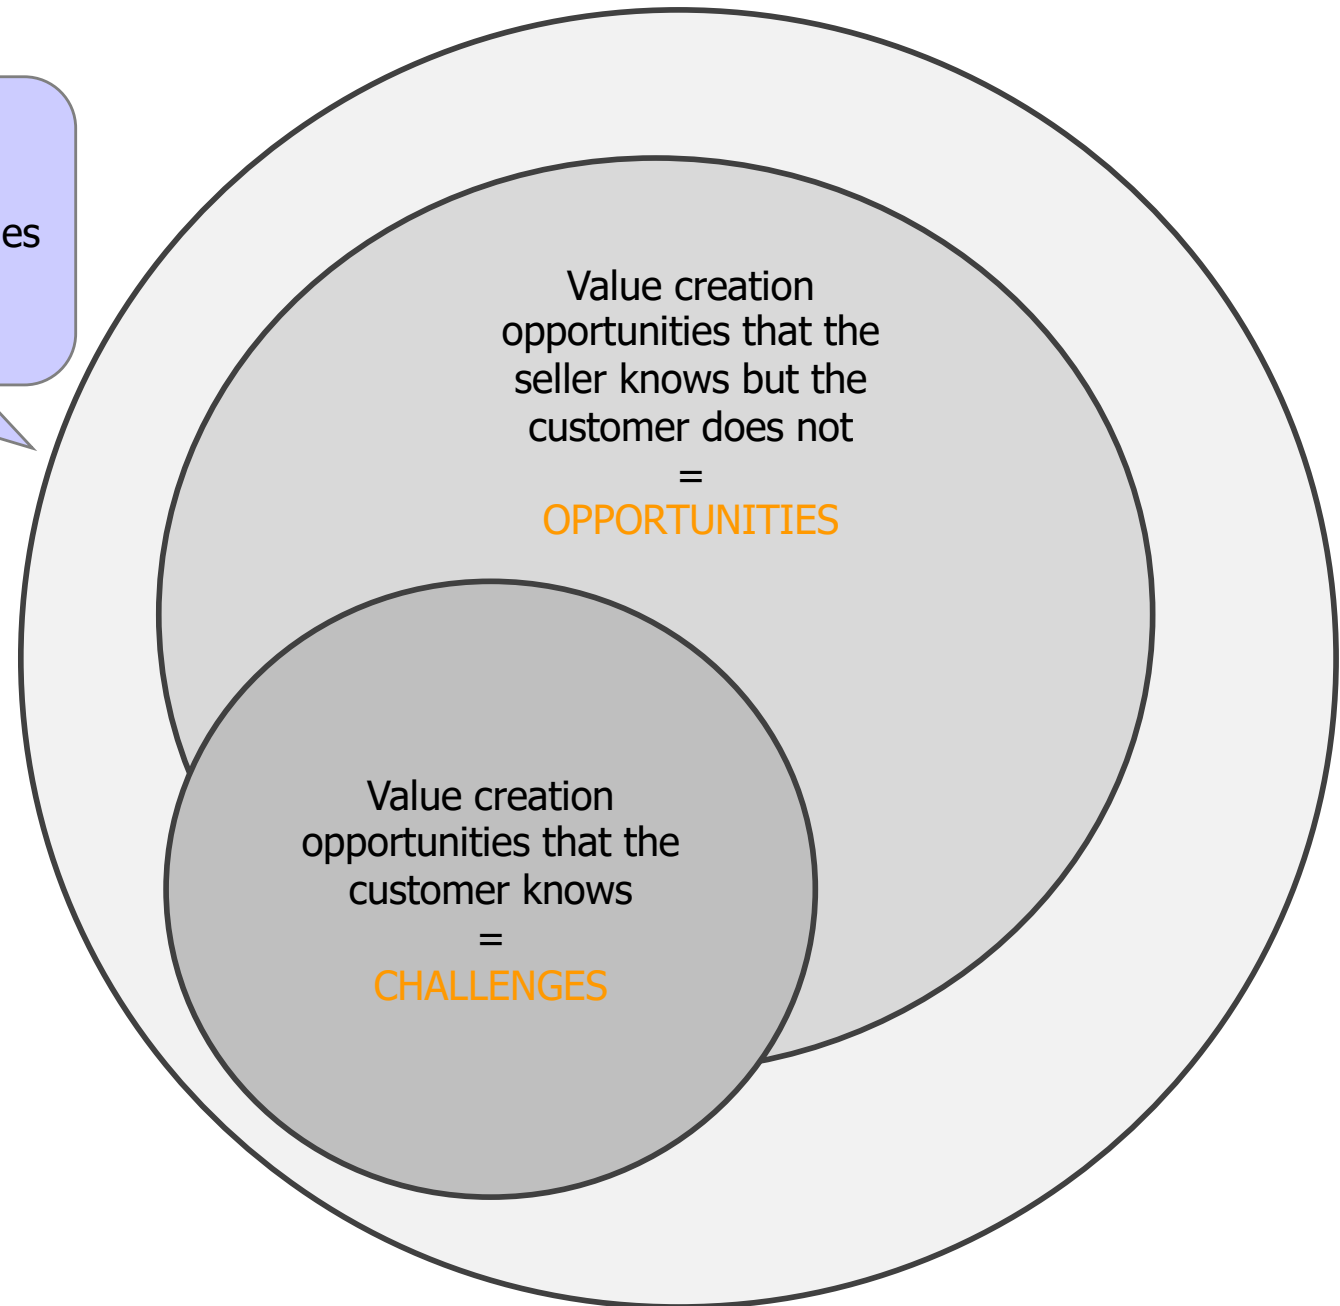 es
Value creation
opportunities that the
seller knows but the
customer does not
=
OPPORTUNITIES
Value creation
opportunities that the
customer knows
=
CHALLENGES